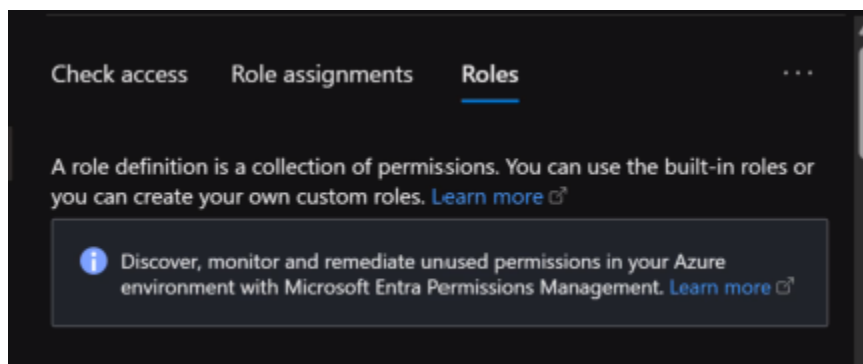 Check access Role assignments Roles ...
A role definition is a collection of permissions. You can use the built-in roles or
you can create your own custom roles. Learn more
Discover, monitor and remediate unused permissions in your Azure
environment with Microsoft Entra Permissions Management. Learn more